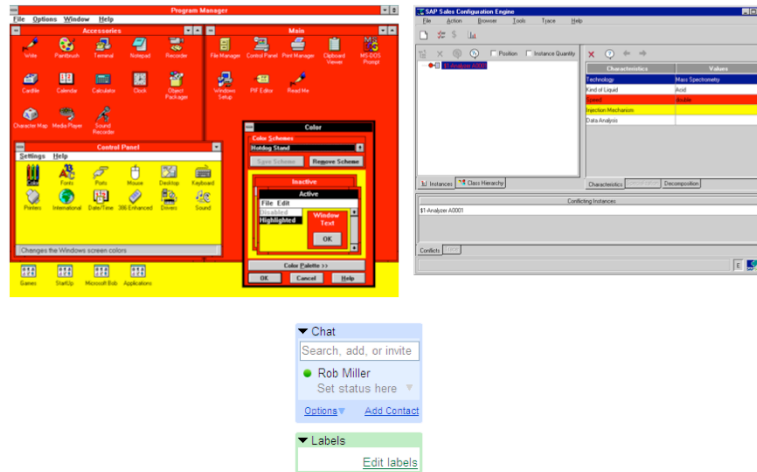 Program Manager
File Options Window Help
Accessories
Write Paintbrush Terminal Notepad Recorder
Cardfile Calendar Calculator Clock Object Packager
Character Map Media Player Sound Recorder
Main
File Manager Control Panel Print Manager Clipboard Viewer MS-DOS Prompt
Windows Setup PIF Editor Read Me
Control Panel
Settings Help
Color Fonts Ports Mouse Desktop Keyboard
Printers International Date/Time 386 Enhanced Drivers Sound
Changes the Windows screen colors
Games StartUp Microsoft Bob Applications
Color
Color Schemes
Hotdog Stand
Save Scheme Remove Scheme
Inactive
Active
File Edit
Disabled
Highlighted
Window
Text
OK
Color Palette >>
OK Cancel Help
SAP Sales Configuration Engine
File Action Browser Tools Trace Help
Position Instance Quantity
$1-Analyser A0001
Instances Class Hierarchy
Characteristics Values
Technology Mass Spectrometry
Kind of Liquid Acid
Speed double
Injection Mechanism
Data Analysis
Characteristics Decomposition
Conflicting Instances
$1-Analyser A0001
Conflicts
E
Chat
Search, add, or invite
Rob Miller
Set status here
Options Add Contact
Labels
Edit labels